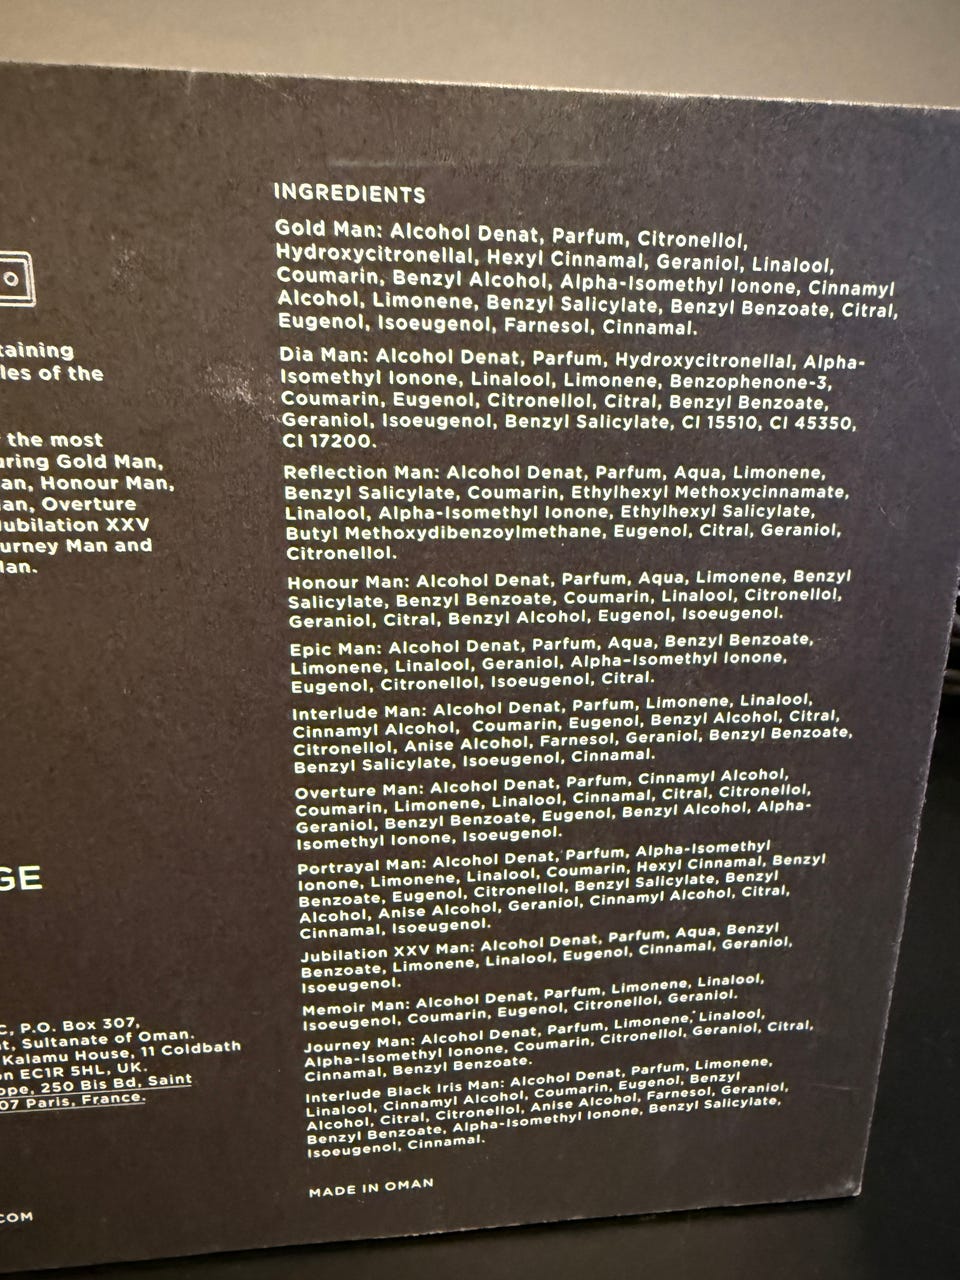 INGREDIENTS
Gold Man: Alcohol Denat, Parfum, Citronellol,
Hydroxycitronellal, Hexyl Cinnamal, Geraniol, Linalool,
Coumarin, Benzyl Alcohol, Alpha-Isomethyl Ionone, Cinnamyl
Alcohol, Limonene, Benzyl Salicylate, Benzyl Benzoate, Citral,
Eugenol, Isoeugenol, Farnesol, Cinnamal.
Dia Man: Alcohol Denat, Parfum, Hydroxycitronellal, Alpha-
Isomethyl Ionone, Linalool, Limonene, Benzophenone-3,
Coumarin, Eugenol, Citronellol, Citral, Benzyl Benzoate,
Geraniol, Isoeugenol, Benzyl Salicylate, CI 15510, CI 45350,
CI 17200.
Reflection Man: Alcohol Denat, Parfum, Aqua, Limonene,
Benzyl Salicylate, Coumarin, Ethylhexyl Methoxycinnamate,
Linalool, Alpha-Isomethyl Ionone, Ethylhexyl Salicylate,
Butyl Methoxydibenzoylmethane, Eugenol, Citral, Geraniol,
Citronellol.
Honour Man: Alcohol Denat, Parfum, Aqua, Limonene, Benzyl
Salicylate, Benzyl Benzoate, Coumarin, Linalool, Citronellol,
Geraniol, Citral, Benzyl Alcohol, Eugenol, Isoeugenol.
Epic Man: Alcohol Denat, Parfum, Aqua, Benzyl Benzoate,
Limonene, Linalool, Geraniol, Alpha-Isomethyl Ionone,
Eugenol, Citronellol, Isoeugenol, Citral.
Interlude Man: Alcohol Denat, Parfum, Limonene, Linalool,
Cinnamyl Alcohol, Coumarin, Eugenol, Benzyl Alcohol, Citral,
Citronellol, Anise Alcohol, Farnesol, Geraniol, Benzyl Benzoate,
Benzyl Salicylate, Isoeugenol, Cinnamal.
Overture Man: Alcohol Denat, Parfum, Cinnamyl Alcohol,
Coumarin, Limonene, Linalool, Cinnamal, Citral, Citronellol,
Geraniol, Benzyl Benzoate, Eugenol, Benzyl Alcohol, Alpha-
Isomethyl Ionone, Isoeugenol.
Portrayal Man: Alcohol Denat, Parfum, Alpha-Isomethyl
Ionone, Limonene, Linalool, Coumarin, Hexyl Cinnamal, Benzyl
Benzoate, Eugenol, Citronellol, Benzyl Salicylate, Benzyl
Alcohol, Anise Alcohol, Geraniol, Cinnamyl Alcohol, Citral,
Cinnamal, Isoeugenol.
Jubilation XXV Man: Alcohol Denat, Parfum, Aqua, Benzyl
Benzoate, Limonene, Linalool, Eugenol, Cinnamal, Geraniol,
Isoeugenol.
Memoir Man: Alcohol Denat, Parfum, Limonene, Linalool,
Isoeugenol, Coumarin, Eugenol, Citronellol, Geraniol.
Journey Man: Alcohol Denat, Parfum, Limonene, Linalool,
Alpha-Isomethyl Ionone, Coumarin, Citronellol, Geraniol, Citral,
Cinnamal, Benzyl Benzoate.
Interlude Black Iris Man: Alcohol Denat, Parfum, Limonene,
Linalool, Cinnamyl Alcohol, Coumarin, Eugenol, Benzyl
Alcohol, Citral, Citronellol, Anise Alcohol, Farnesol, Geraniol,
Benzyl Benzoate, Alpha-Isomethyl Ionone, Benzyl Salicylate,
Isoeugenol, Cinnamal.
MADE IN OMAN
taining
les of the
the most
uring Gold Man,
an, Honour Man,
an, Overture
Jubilation XXV
urney Man and
lan.
GE
C, P.O. Box 307,
t, Sultanate of Oman.
Kalamu House, 11 Coldbath
on EC1R 5HL, UK.
ope, 250 Bis Bd, Saint
07 Paris, France.
COM